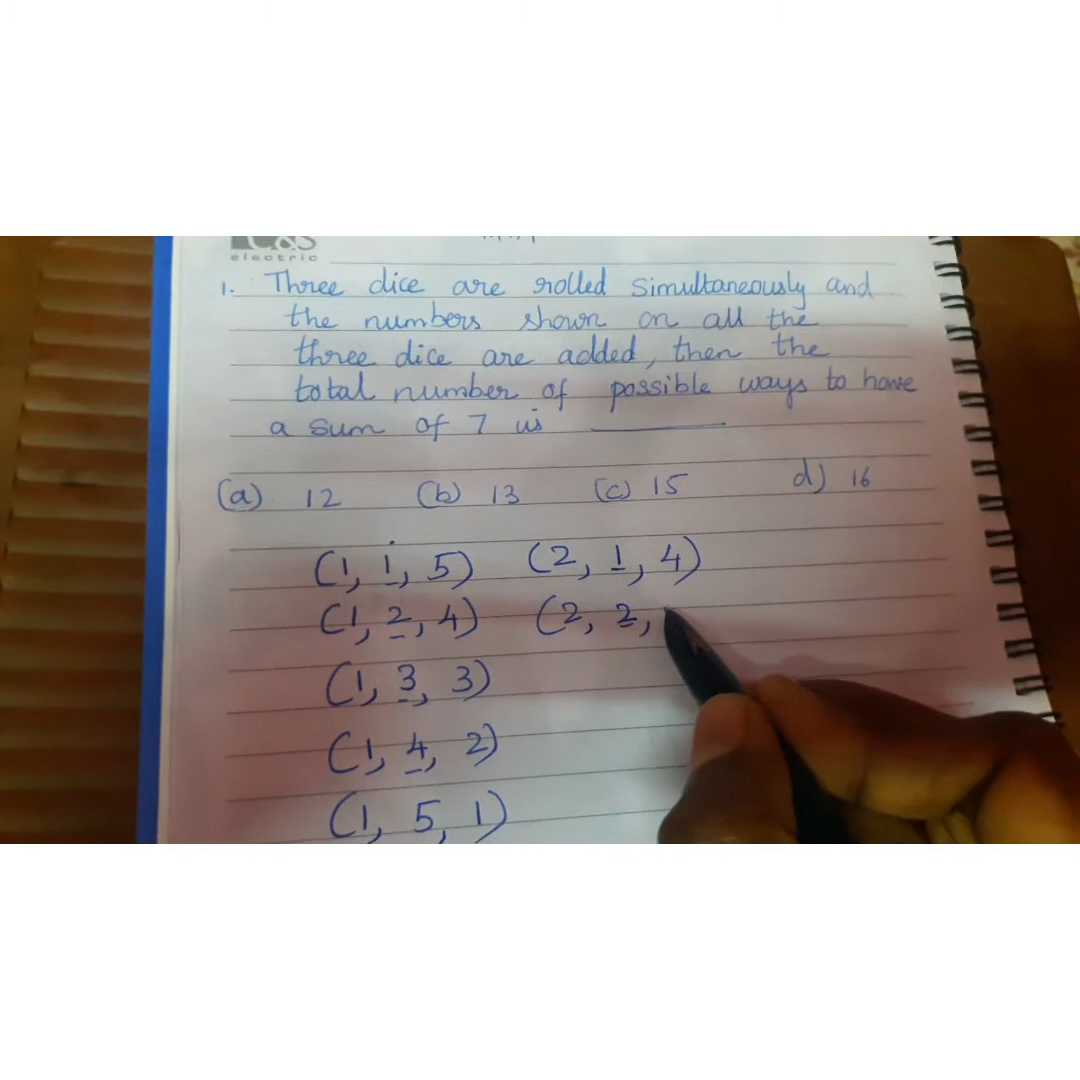 electric
1. Three dice are rolled simultaneously and
the numbers shown on all the
three dice are added, then the
total number of possible ways to have
a sum of 7 is ______
(a) 12 (b) 13 (c) 15 d) 16
(1, 1, 5) (2, 1, 4)
(1, 2, 4) (2, 2,
(1, 3, 3)
(1, 4, 2)
(1, 5, 1)